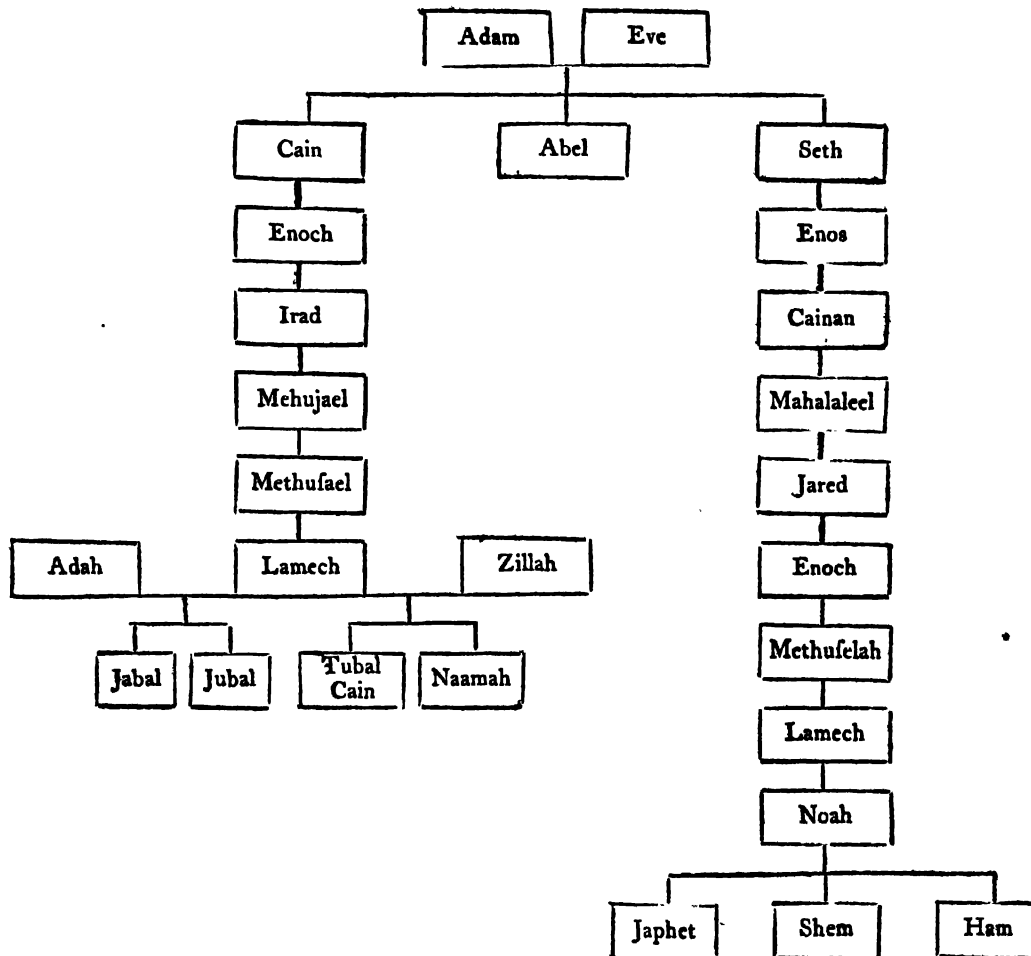 Adam Eve
Cain Abel Seth
Enoch Enos
Irad Cainan
Mehujael Mahalaleel
Methuſael Jared
Adah Lamech Zillah Enoch
Jabal Jubal Tubal Naamah Methuſelah
Cain
Lamech
Noah
Japhet Shem Ham